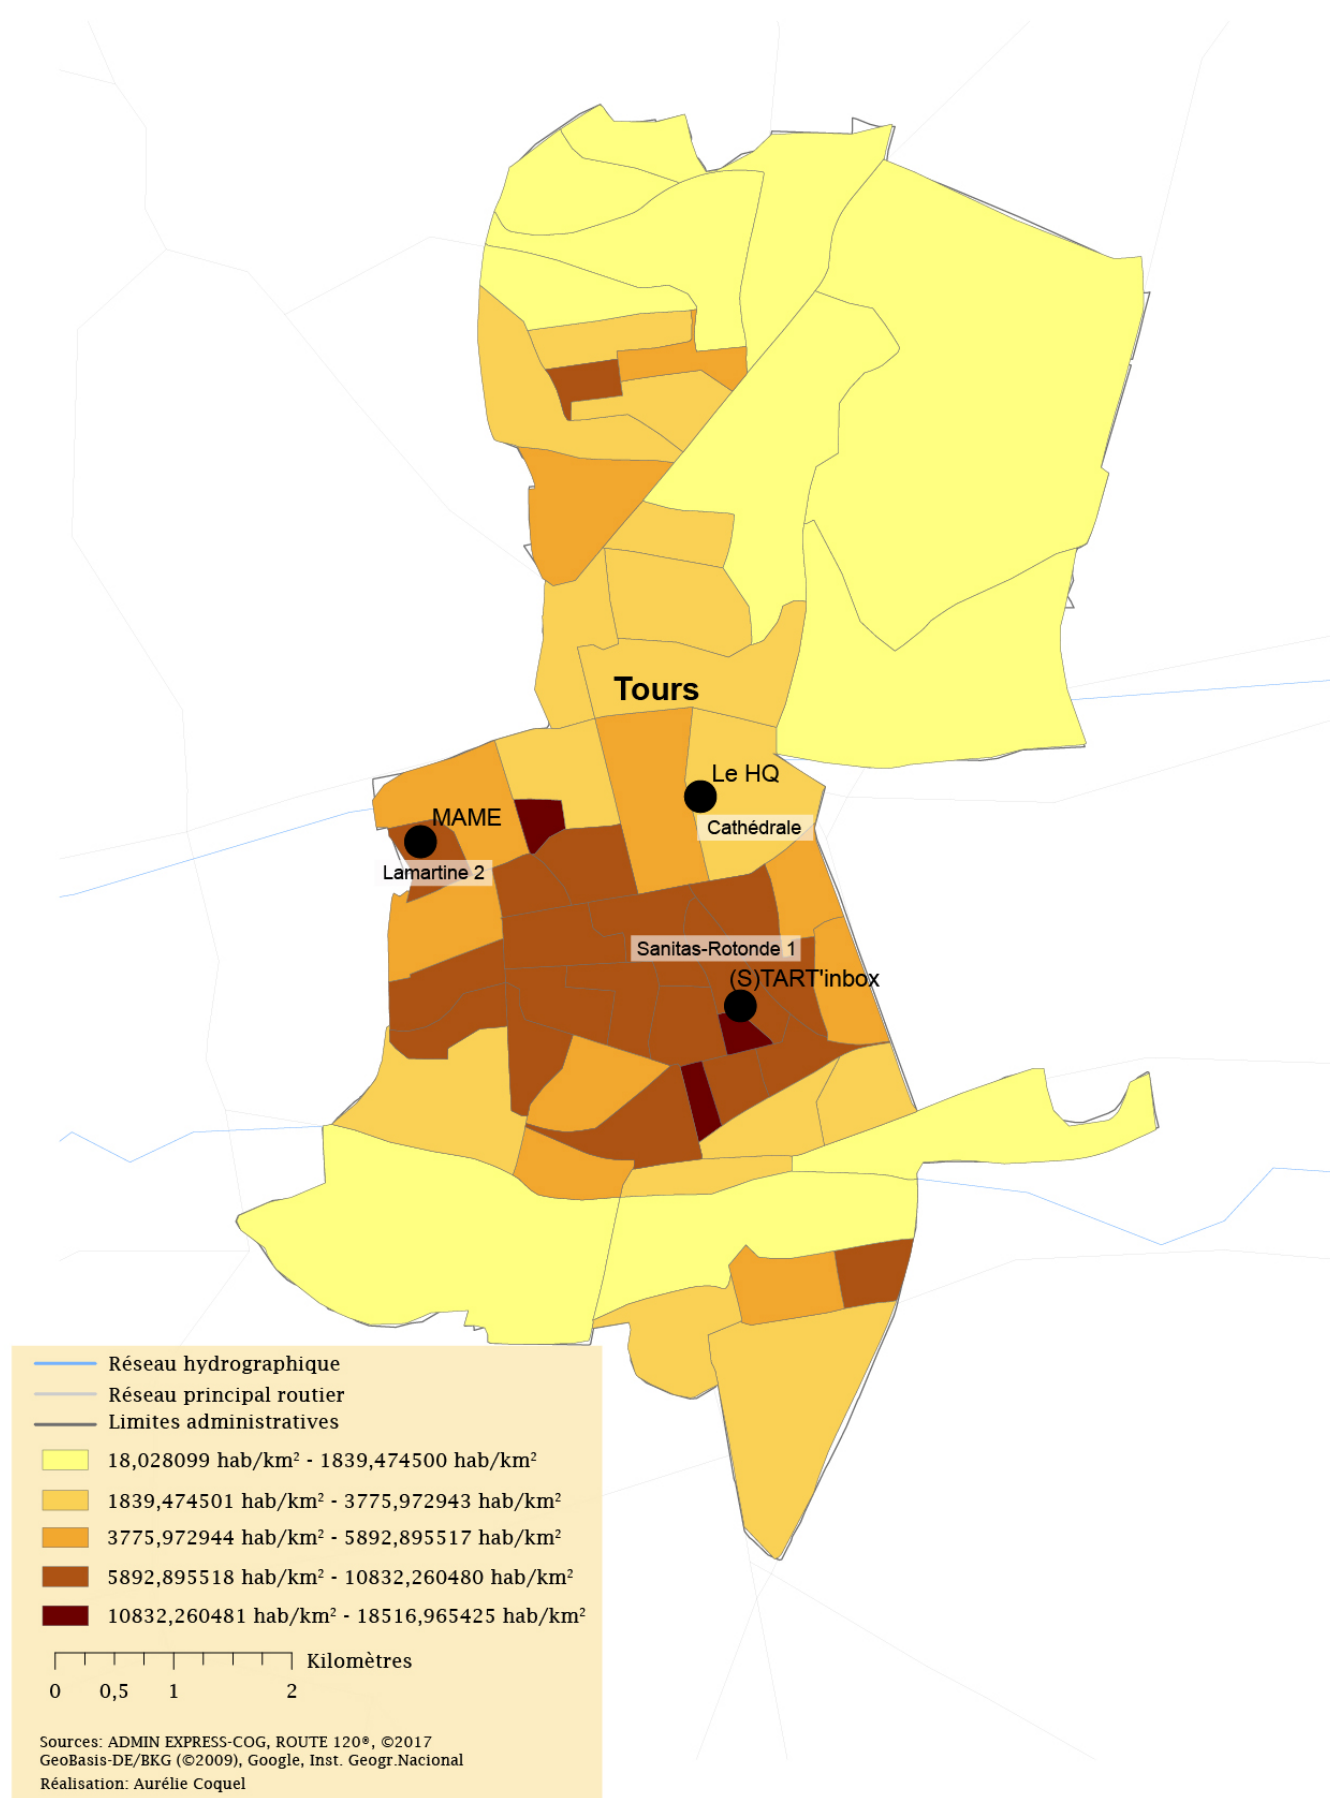 Tours
Le HQ
Cathédrale
MAME
Lamartine 2
Sanitas-Rotonde 1
(S)TART'inbox
Réseau hydrographique
Réseau principal routier
Limites administratives
18,028099 hab/km² - 1839,474500 hab/km²
1839,474501 hab/km² - 3775,972943 hab/km²
3775,972944 hab/km² - 5892,895517 hab/km²
5892,895518 hab/km² - 10832,260480 hab/km²
10832,260481 hab/km² - 18516,965425 hab/km²
Kilomètres
0 0,5 1 2
Sources: ADMIN EXPRESS-COG, ROUTE 120®, ©2017
GeoBasis-DE/BKG (©2009), Google, Inst. Geogr.Nacional
Réalisation: Aurélie Coquel